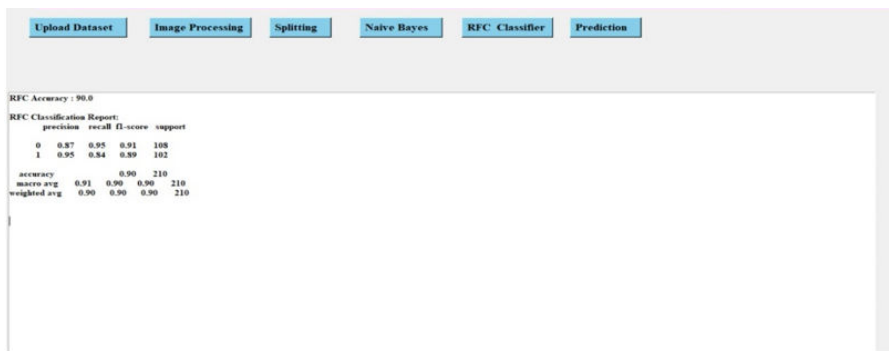 Upload Dataset Image Processing Splitting Naive Bayes RFC Classifier Prediction
RFC Accuracy : 90.0
RFC Classification Report:
precision recall f1-score support
0 0.87 0.95 0.91 108
1 0.95 0.84 0.89 102
accuracy 0.90 210
macro avg 0.91 0.90 0.90 210
weighted avg 0.90 0.90 0.90 210